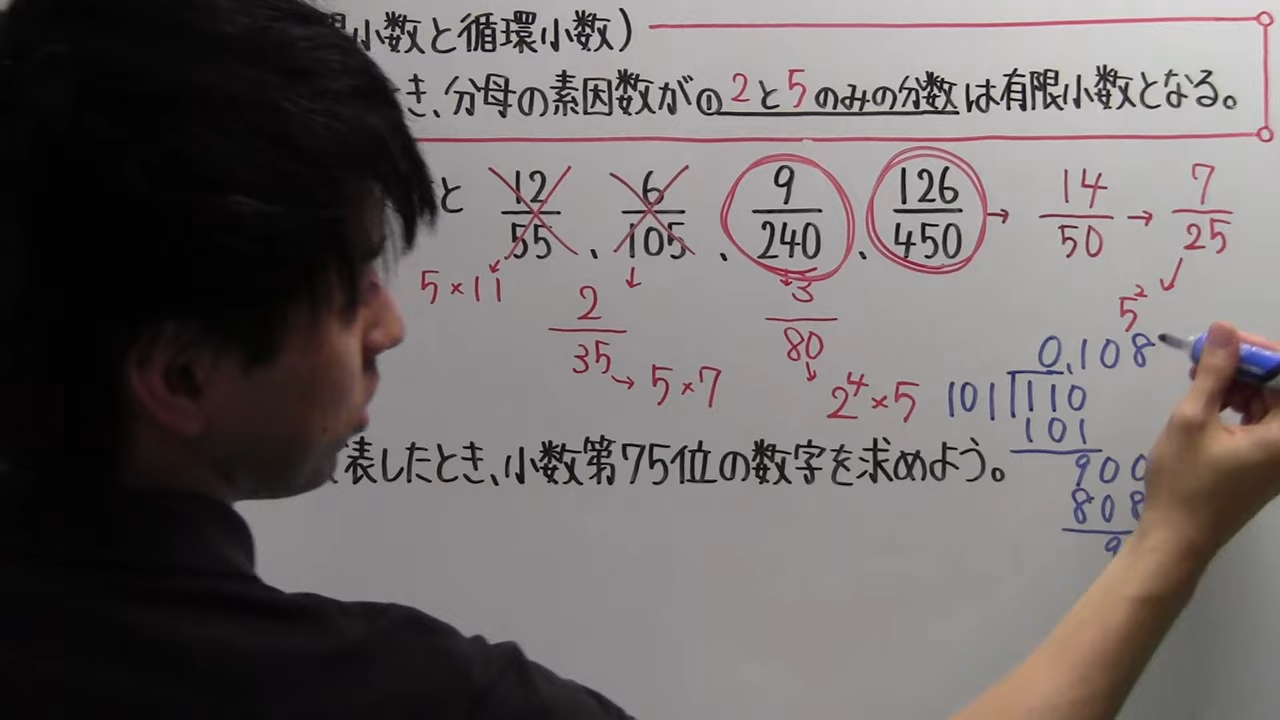 小数と循環小数)
き、分母の素因数が①2と5のみの分数は有限小数となる。
と 12/55、6/105、9/240、126/450 → 14/50 → 7/25
5×11
2/35 → 5×7
3/80
2⁴×5
5²
0.108
101 110
101
900
808
9
表したとき、小数第75位の数字を求めよう。